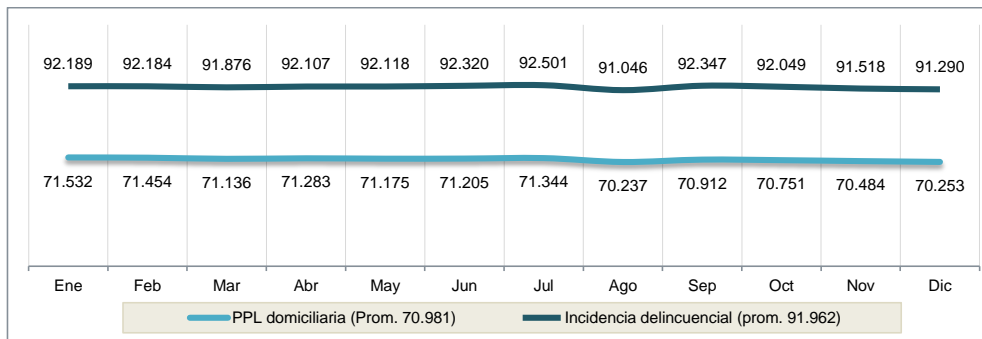 92.189 92.184 91.876 92.107 92.118 92.320 92.501 91.046 92.347 92.049 91.518 91.290
71.532 71.454 71.136 71.283 71.175 71.205 71.344 70.237 70.912 70.751 70.484 70.253
Ene Feb Mar Abr May Jun Jul Ago Sep Oct Nov Dic
PPL domiciliaria (Prom. 70.981) Incidencia delincuencial (prom. 91.962)